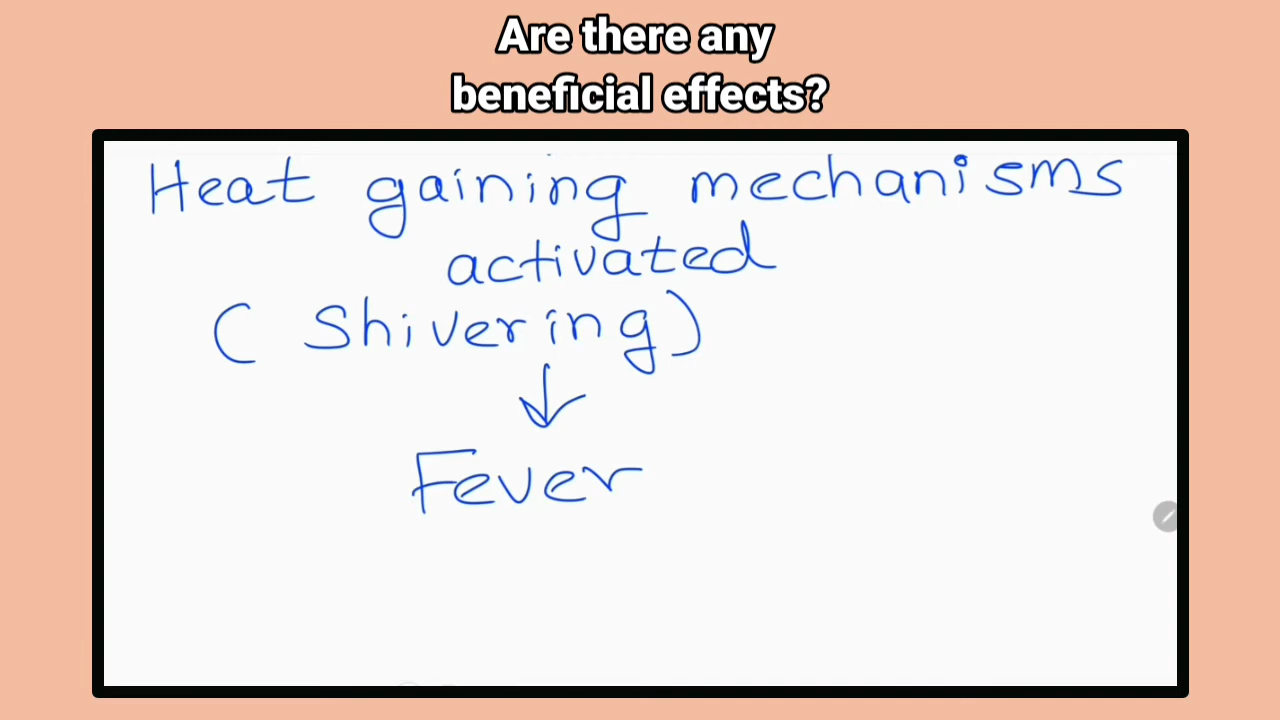 Are there any
beneficial effects?
Heat gaining mechanisms
activated
( Shivering)
↓
Fever